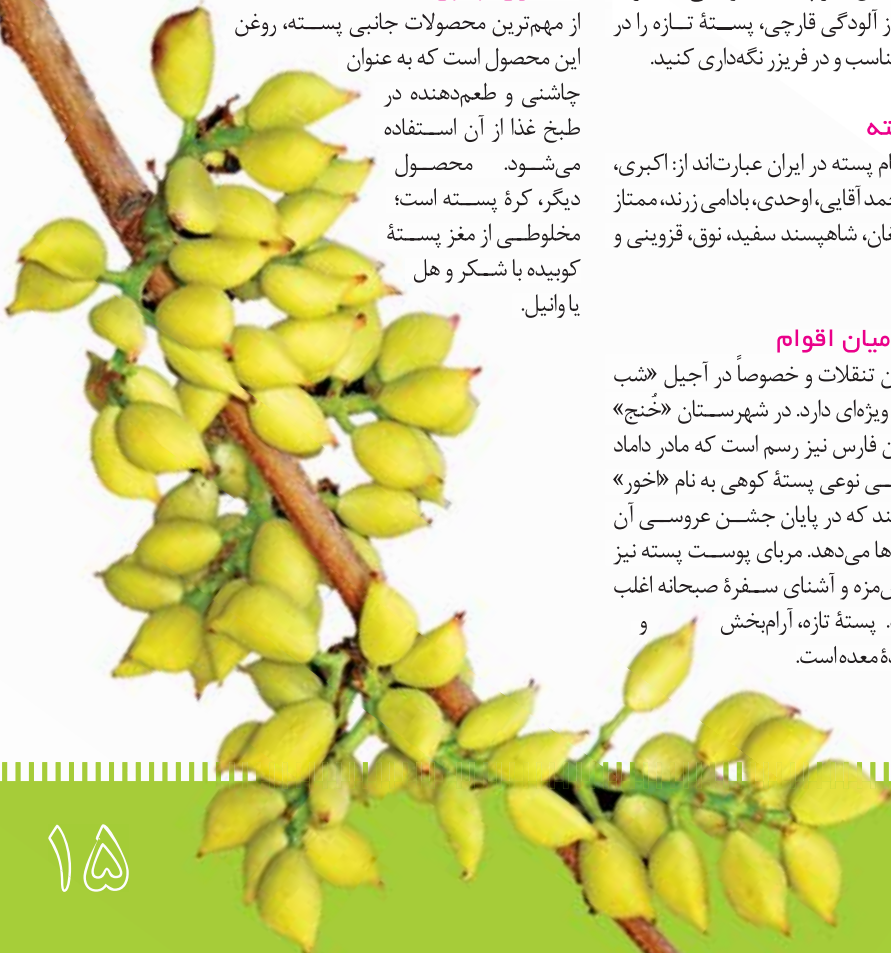 ز آلودگی قارچی، پستهٔ تازه را در
ناسب و در فریزر نگه‌داری کنید.
ته
ام پسته در ایران عبارت‌اند از: اکبری،
حمد آقایی، اوحدی، بادامی زرند، ممتاز
غان، شاهپسند سفید، نوق، قزوینی و
میان اقوام
ن تنقلات و خصوصاً در آجیل «شب
ویژه‌ای دارد. در شهرستان «خُنج»
ن فارس نیز رسم است که مادر داماد
ـی نوعی پستهٔ کوهی به نام «اخور»
ند که در پایان جشن عروسی آن
ها می‌دهد. مربای پوست پسته نیز
ش‌مزه و آشنای سفرهٔ صبحانه اغلب
. پستهٔ تازه، آرام‌بخش و
دهٔ معده است.
از مهم‌ترین محصولات جانبی پسته، روغن
این محصول است که به عنوان
چاشنی و طعم‌دهنده در
طبخ غذا از آن استفاده
می‌شود. محصول
دیگر، کرهٔ پسته است؛
مخلوطی از مغز پستهٔ
کوبیده با شکر و هل
یا وانیل.
۱۵